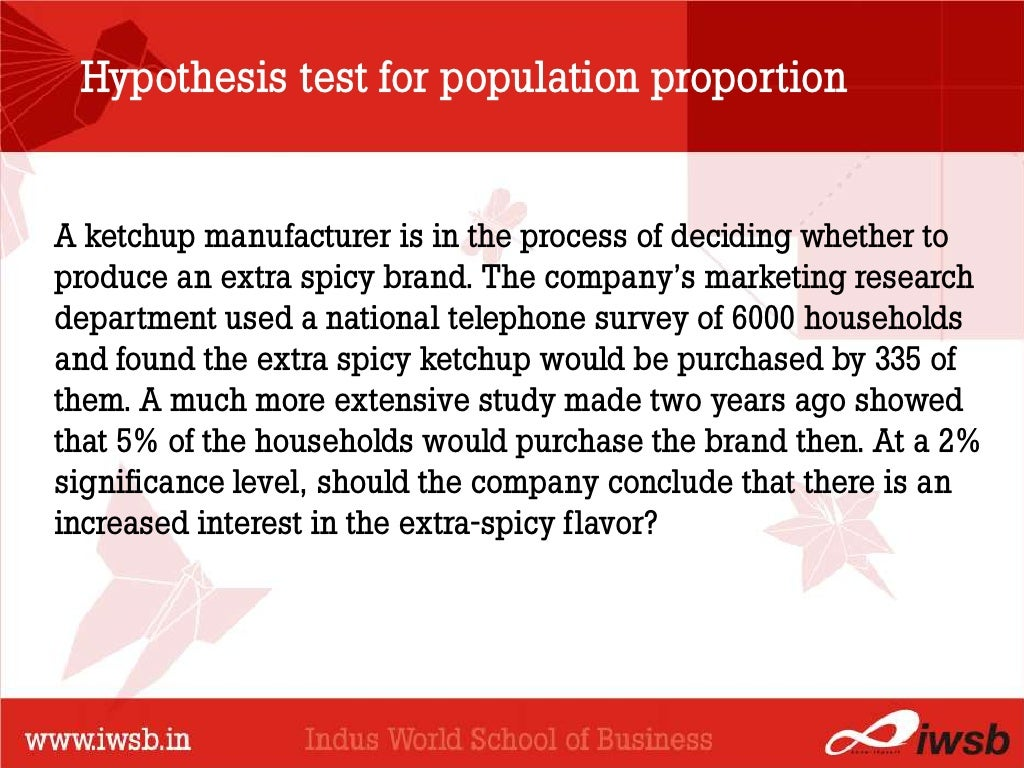 Hypothesis test for population proportion
A ketchup manufacturer is in the process of deciding whether to
produce an extra spicy brand. The company’s marketing research
department used a national telephone survey of 6000 households
and found the extra spicy ketchup would be purchased by 335 of
them. A much more extensive study made two years ago showed
that 5% of the households would purchase the brand then. At a 2%
significance level, should the company conclude that there is an
increased interest in the extra-spicy flavor?
www.iwsb.in
Indus World School of Business
iwsb